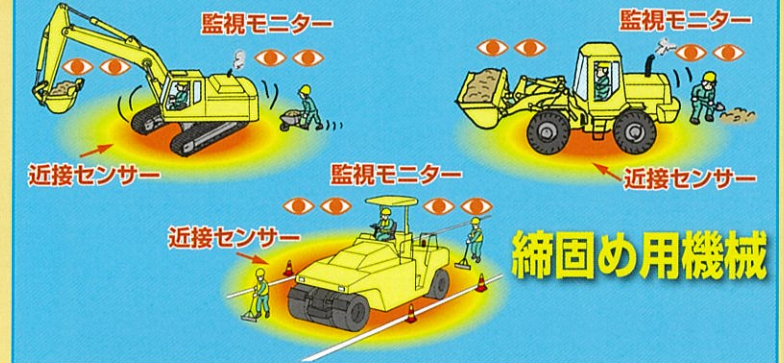 監視モニター
監視モニター
近接センサー
監視モニター
近接センサー
近接センサー
締固め用機械